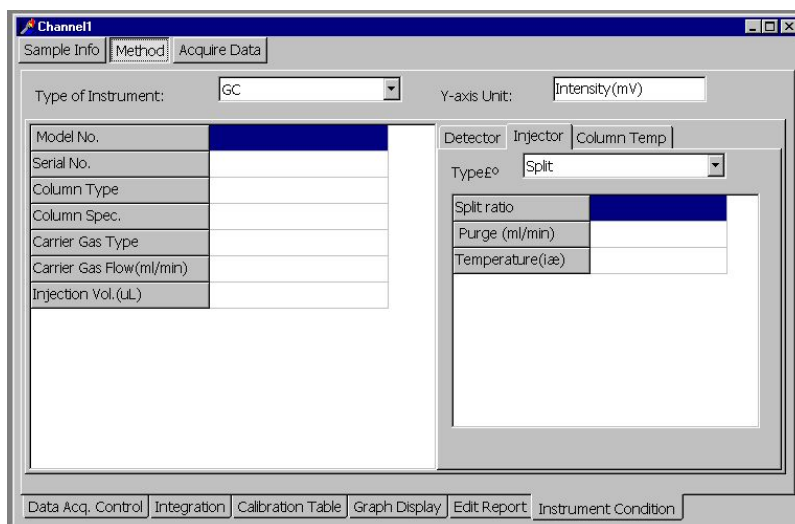 Channel1
Sample Info Method Acquire Data
Type of Instrument: GC Y-axis Unit: Intensity(mV)
Model No.
Serial No.
Column Type
Column Spec.
Carrier Gas Type
Carrier Gas Flow(ml/min)
Injection Vol.(uL)
Detector Injector Column Temp
Type£º Split
Split ratio
Purge (ml/min)
Temperature(iæ)
Data Acq. Control Integration Calibration Table Graph Display Edit Report Instrument Condition